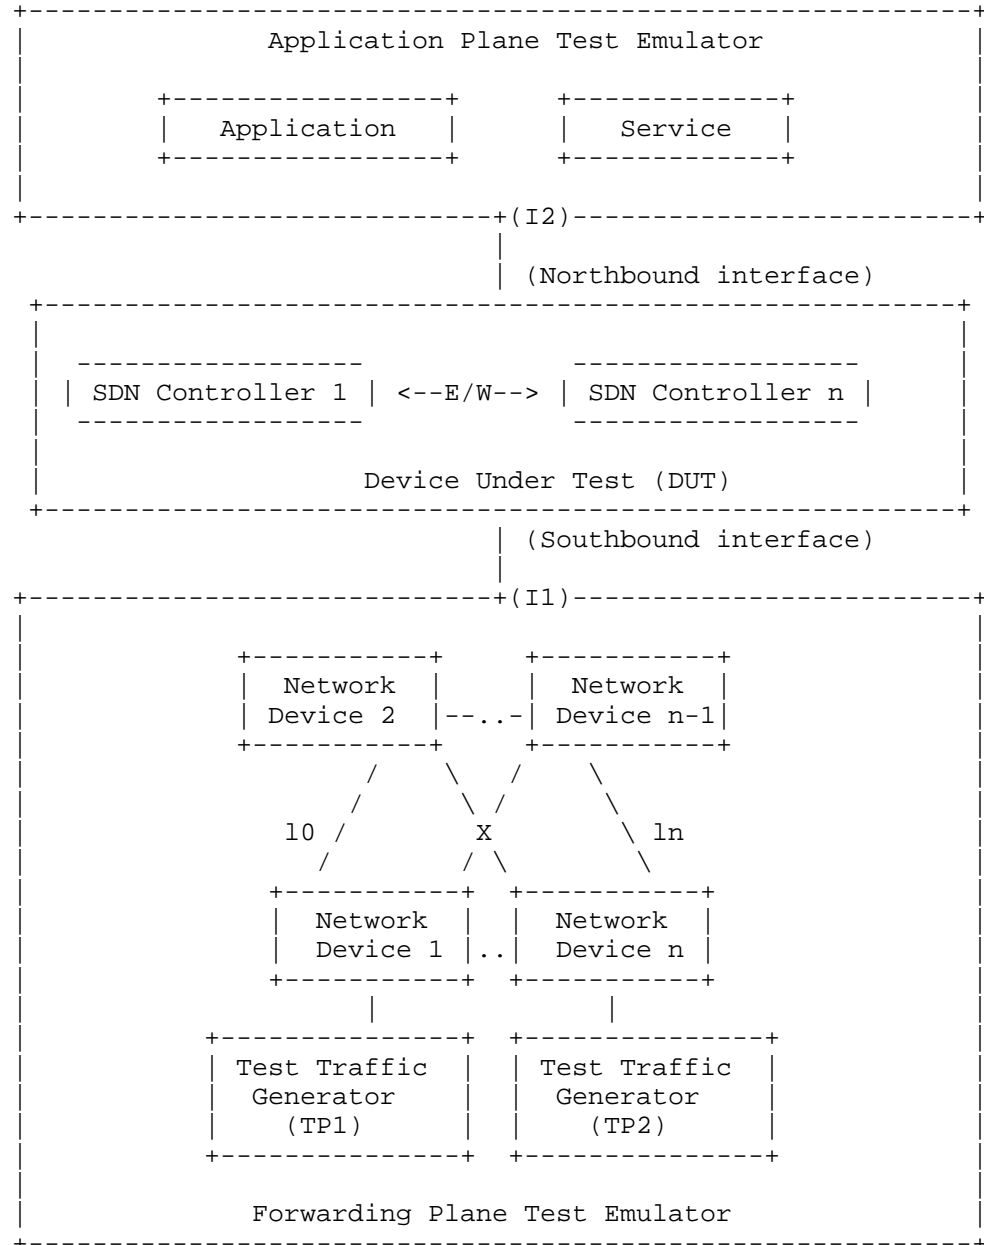 Application Plane Test Emulator
Application Service
(I2)
(Northbound interface)
SDN Controller 1 <--E/W--> SDN Controller n
Device Under Test (DUT)
(Southbound interface)
(I1)
Network Network
Device 2 --..- Device n-1
l0 X ln
Network Network
Device 1 .. Device n
Test Traffic Test Traffic
Generator Generator
(TP1) (TP2)
Forwarding Plane Test Emulator